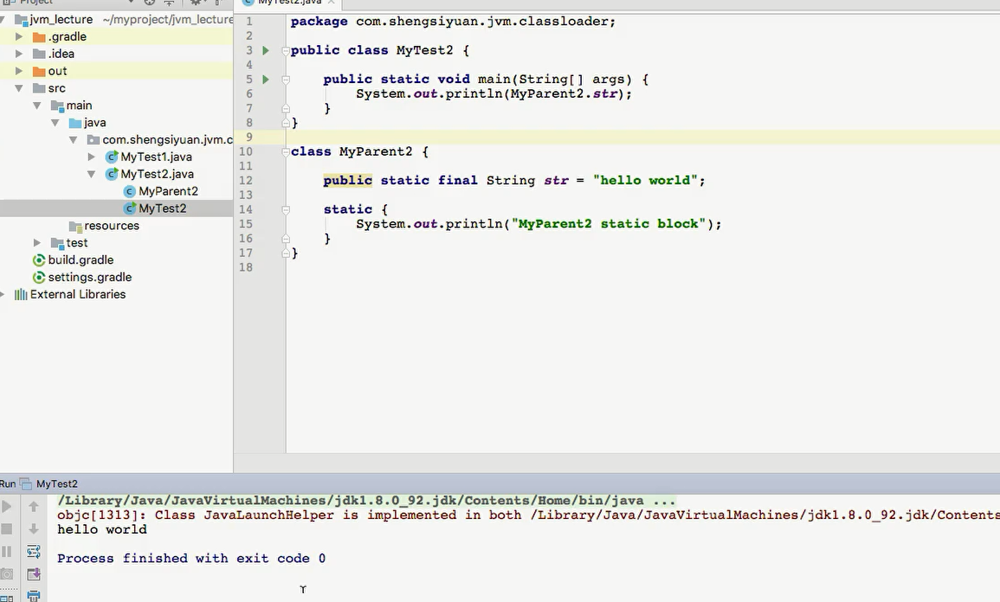 Project
MyTest2.java
jvm_lecture ~/myproject/jvm_lecture
.gradle
.idea
out
src
main
java
com.shengsiyuan.jvm.c
MyTest1.java
MyTest2.java
MyParent2
MyTest2
resources
test
build.gradle
settings.gradle
External Libraries
1 package com.shengsiyuan.jvm.classloader;
2
3 public class MyTest2 {
4
5 public static void main(String[] args) {
6 System.out.println(MyParent2.str);
7 }
8 }
9
10 class MyParent2 {
11
12 public static final String str = "hello world";
13
14 static {
15 System.out.println("MyParent2 static block");
16 }
17 }
18
Run MyTest2
/Library/Java/JavaVirtualMachines/jdk1.8.0_92.jdk/Contents/Home/bin/java ...
objc[1313]: Class JavaLaunchHelper is implemented in both /Library/Java/JavaVirtualMachines/jdk1.8.0_92.jdk/Contents
hello world
Process finished with exit code 0